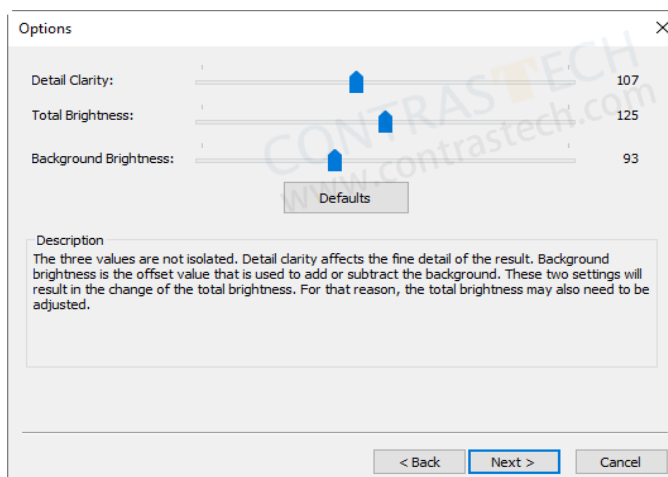 Options
Detail Clarity: 107
Total Brightness: 125
Background Brightness: 93
Defaults
Description
The three values are not isolated. Detail clarity affects the fine detail of the result. Background
brightness is the offset value that is used to add or subtract the background. These two settings will
result in the change of the total brightness. For that reason, the total brightness may also need to be
adjusted.
< Back Next > Cancel
CONTRASTECH
www.contrastech.com